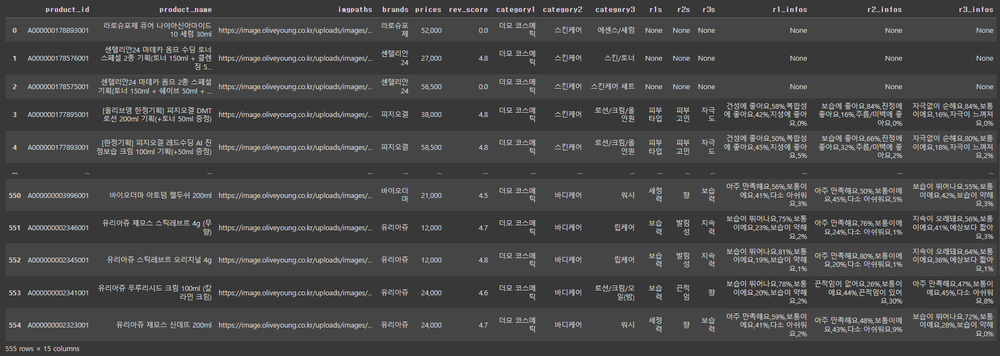 product_id product_name imgpaths brands prices rev_score category1 category2 category3 r1s r2s r3s r1_infos r2_infos r3_infos
0 A000000178893001 라로슈포제 퓨어 나이아신아마이드 10 세럼 30ml https://image.oliveyoung.co.kr/uploads/images/... 라로슈포제 52,000 0.0 더모 코스메틱 스킨케어 에센스/세럼 None None None None None None
1 A000000178576001 센텔리안24 마데카 옴므 수딩 토너 스페셜 2종 기획(토너 150ml + 클렌징 5... https://image.oliveyoung.co.kr/uploads/images/... 센텔리안24 27,000 4.8 더모 코스메틱 스킨케어 스킨/토너 None None None None None None
2 A000000178575001 센텔리안24 마데카 옴므 2종 스페셜 기획(토너 150ml + 쉐이브 50ml + ... https://image.oliveyoung.co.kr/uploads/images/... 센텔리안24 56,500 0.0 더모 코스메틱 스킨케어 스킨케어 세트 None None None None None None
3 A000000177895001 [올리브영 한정기획] 피지오겔 DMT 로션 200ml 기획(+토너 50ml 증정) https://image.oliveyoung.co.kr/uploads/images/... 피지오겔 38,000 4.8 더모 코스메틱 스킨케어 로션/크림/올인원 피부타입 피부고민 자극도 건성에 좋아요,58%,복합성에 좋아요,42%,지성에 좋아요,0% 보습에 좋아요,84%,진정에 좋아요,16%,주름/미백에 좋아요,0% 자극없이 순해요,84%,보통이에요,16%,자극이 느껴져요,0%
4 A000000177893001 [한정기획] 피지오겔 레드수딩 AI 진정보습 크림 100ml 기획(+50ml 증정) https://image.oliveyoung.co.kr/uploads/images/... 피지오겔 58,500 4.8 더모 코스메틱 스킨케어 로션/크림/올인원 피부타입 피부고민 자극도 건성에 좋아요,50%,복합성에 좋아요,45%,지성에 좋아요,5% 보습에 좋아요,66%,진정에 좋아요,32%,주름/미백에 좋아요,2% 자극없이 순해요,80%,보통이에요,18%,자극이 느껴져요,2%
... ... ... ... ... ... ... ... ... ... ... ... ... ... ... ...
550 A000000003996001 바이오더마 아토덤 젤두쉬 200ml https://image.oliveyoung.co.kr/uploads/images/... 바이오더마 21,000 4.5 더모 코스메틱 바디케어 워시 세정력 향 보습력 아주 만족해요,56%,보통이에요,41%,다소 아쉬워요,3% 아주 만족해요,50%,보통이에요,45%,다소 아쉬워요,5% 보습이 뛰어나요,55%,보통이에요,42%,보습이 약해요,3%
551 A000000002346001 유리아쥬 제모스 스틱레브르 4g (무향) https://image.oliveyoung.co.kr/uploads/images/... 유리아쥬 12,000 4.7 더모 코스메틱 바디케어 립케어 보습력 발림성 지속력 보습이 뛰어나요,75%,보통이에요,23%,보습이 약해요,2% 아주 만족해요,76%,보통이에요,24%,다소 아쉬워요,1% 지속이 오래돼요,56%,보통이에요,41%,예상보다 짧아요,3%
552 A000000002345001 유리아쥬 스틱레브르 오리지널 4g https://image.oliveyoung.co.kr/uploads/images/... 유리아쥬 12,000 4.8 더모 코스메틱 바디케어 립케어 보습력 발림성 지속력 보습이 뛰어나요,81%,보통이에요,19%,보습이 약해요,1% 아주 만족해요,80%,보통이에요,20%,다소 아쉬워요,1% 지속이 오래돼요,64%,보통이에요,36%,예상보다 짧아요,1%
553 A000000002341001 유리아쥬 푸루리시드 크림 100ml (칼라민 크림) https://image.oliveyoung.co.kr/uploads/images/... 유리아쥬 24,000 4.6 더모 코스메틱 바디케어 로션/크림/오일(밤) 보습력 끈적임 향 보습이 뛰어나요,78%,보통이에요,20%,보습이 약해요,2% 끈적임이 없어요,26%,보통이에요,44%,끈적임이 있어요,30% 아주 만족해요,47%,보통이에요,45%,다소 아쉬워요,8%
554 A000000002323001 유리아쥬 제모스 신데뜨 200ml https://image.oliveyoung.co.kr/uploads/images/... 유리아쥬 24,000 4.7 더모 코스메틱 바디케어 워시 세정력 향 보습력 아주 만족해요,59%,보통이에요,41%,다소 아쉬워요,2% 아주 만족해요,48%,보통이에요,43%,다소 아쉬워요,9% 보습이 뛰어나요,72%,보통이에요,28%,보습이 약해요,0%
555 rows × 15 columns